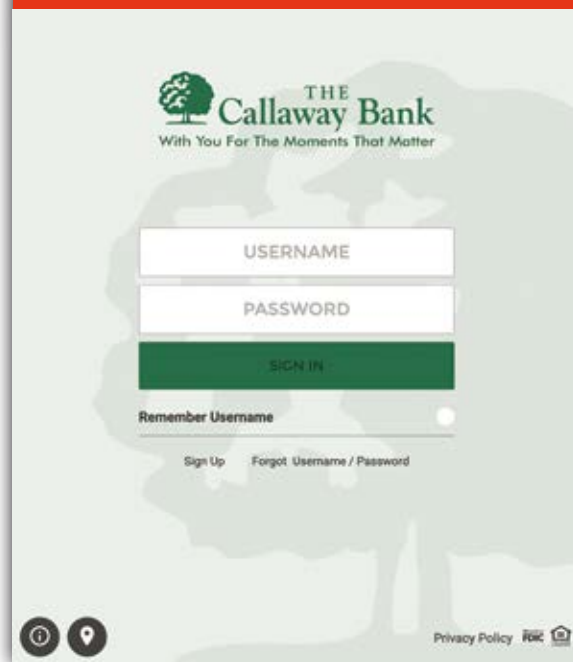 THE
Callaway Bank
With You For The Moments That Matter
USERNAME
PASSWORD
SIGN IN
Remember Username
Sign Up Forgot Username / Password
Privacy Policy FDIC